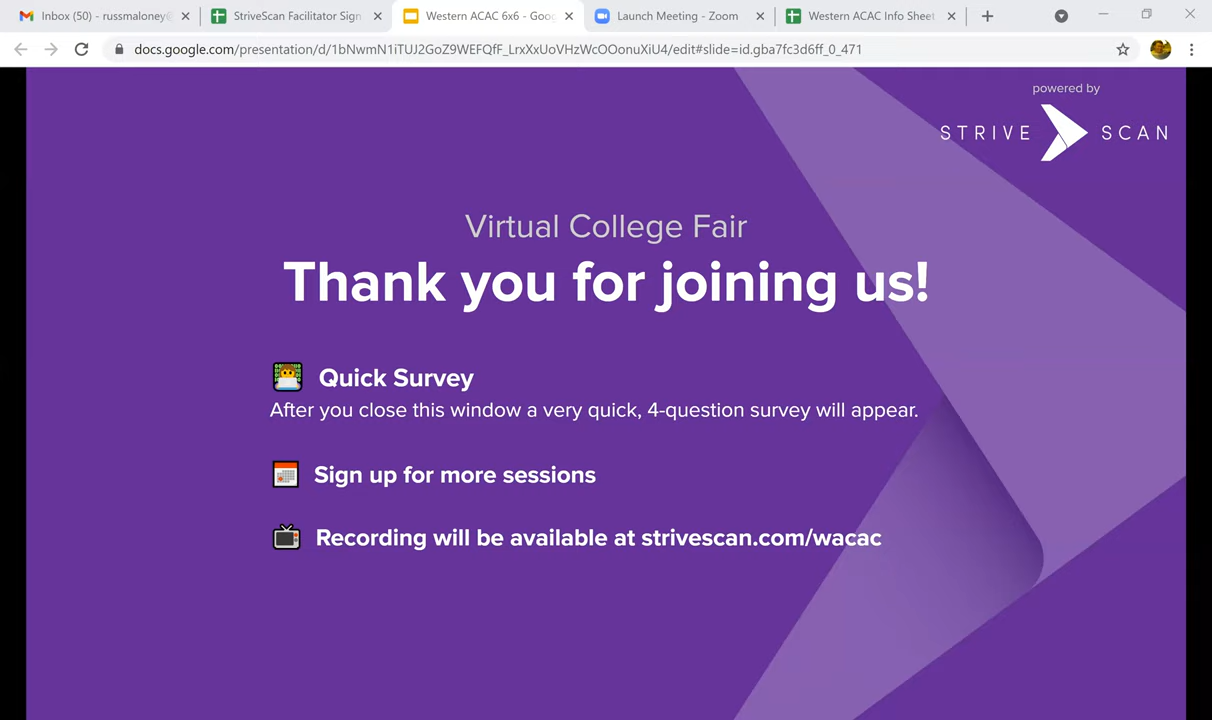 Inbox (50) - russmaloney@
StriveScan Facilitator Sign
Western ACAC 6x6 - Goo
Launch Meeting - Zoom
Western ACAC Info Sheet
docs.google.com/presentation/d/1bNwmN1iTUJ2GoZ9WEFQfF_LrxXxUoVHzWcOOonuXiU4/edit#slide=id.gba7fc3d6ff_0_471
powered by
STRIVE SCAN
Virtual College Fair
Thank you for joining us!
Quick Survey
After you close this window a very quick, 4-question survey will appear.
Sign up for more sessions
Recording will be available at strivescan.com/wacac